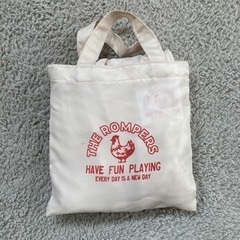 THE ROMPERS
HAVE FUN PLAYING
EVERY DAY IS A NEW DAY